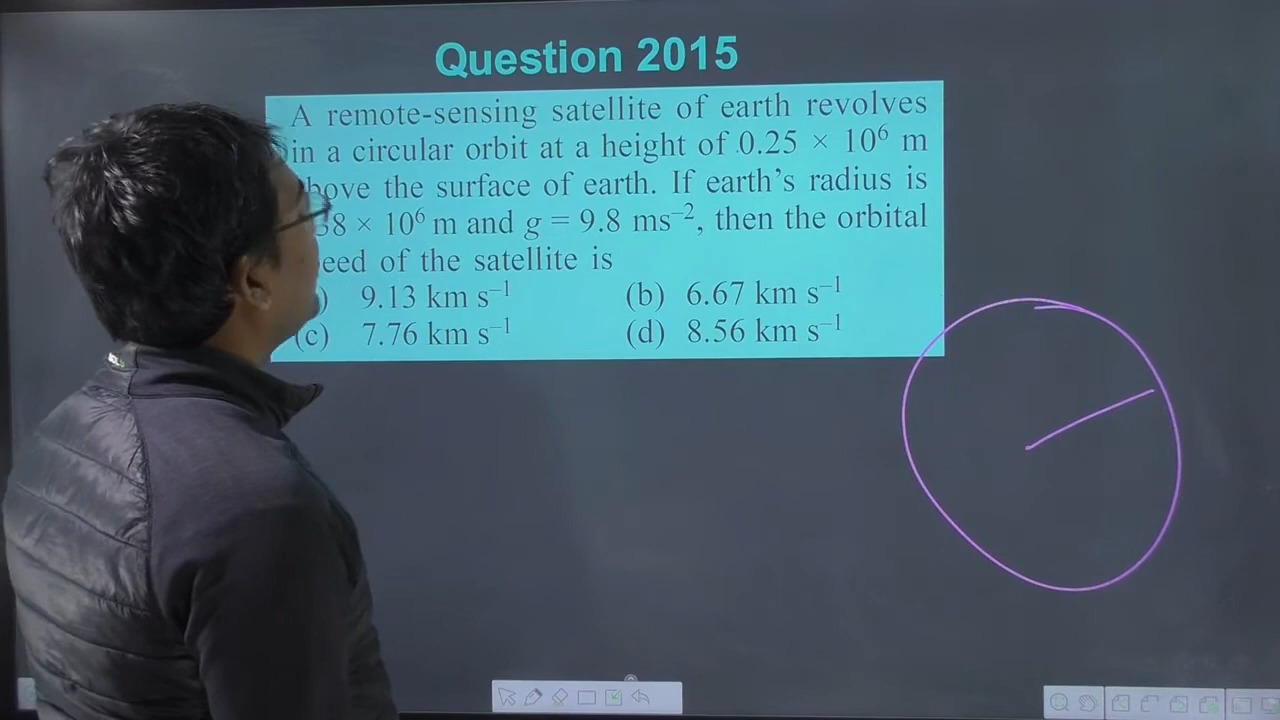 Question 2015
A remote-sensing satellite of earth revolves
in a circular orbit at a height of 0.25 × 10⁶ m
the surface of earth. If earth's radius is
38 × 10⁶ m and g = 9.8 ms⁻², then the orbital
of the satellite is
) 9.13 km s⁻¹ (b) 6.67 km s⁻¹
(c) 7.76 km s⁻¹ (d) 8.56 km s⁻¹